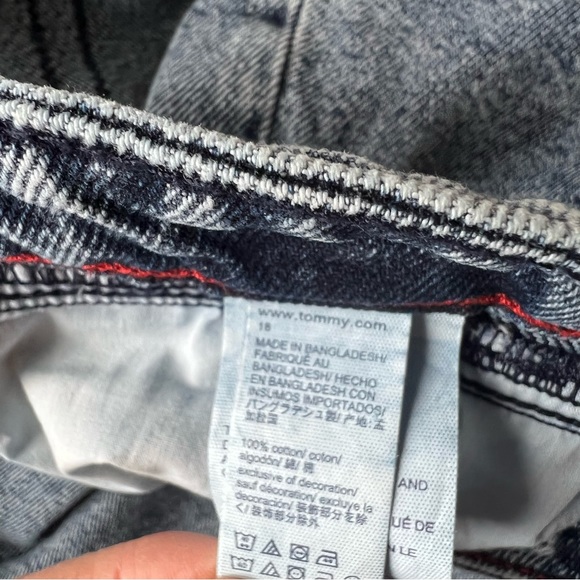 www.tommy.com
18
MADE IN BANGLADESH/
FABRIQUÉ AU
BANGLADESH/ HECHO
EN BANGLADESH CON
INSUMOS IMPORTADOS/
バングラデシュ製/产地:孟
加拉国
100% cotton/ coton/
algodón/ 綿/ 棉
exclusive of decoration/
sauf décoration/ excluye la
decoración/ 装飾部分を除
く/ 装饰部分除外
AND
UÉ DE
N LE